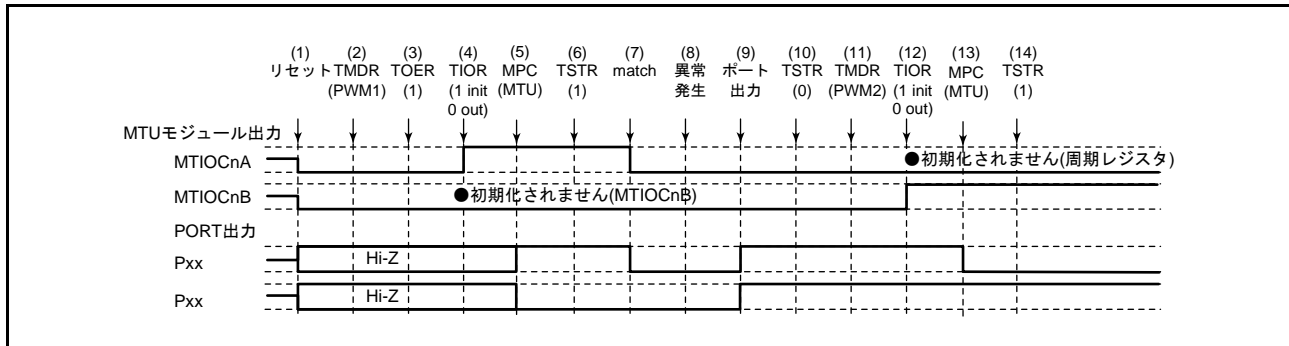 (1) (2) (3) (4) (5) (6) (7) (8) (9) (10) (11) (12) (13) (14)
リセット TMDR TOER TIOR MPC TSTR match 異常 ポート TSTR TMDR TIOR MPC TSTR
(PWM1) (1) (1 init (MTU) (1) 発生 出力 (0) (PWM2) (1 init (MTU) (1)
0 out) 0 out)
MTUモジュール出力
MTIOCnA ●初期化されません(周期レジスタ)
MTIOCnB ●初期化されません(MTIOCnB)
PORT出力
Pxx Hi-Z
Pxx Hi-Z